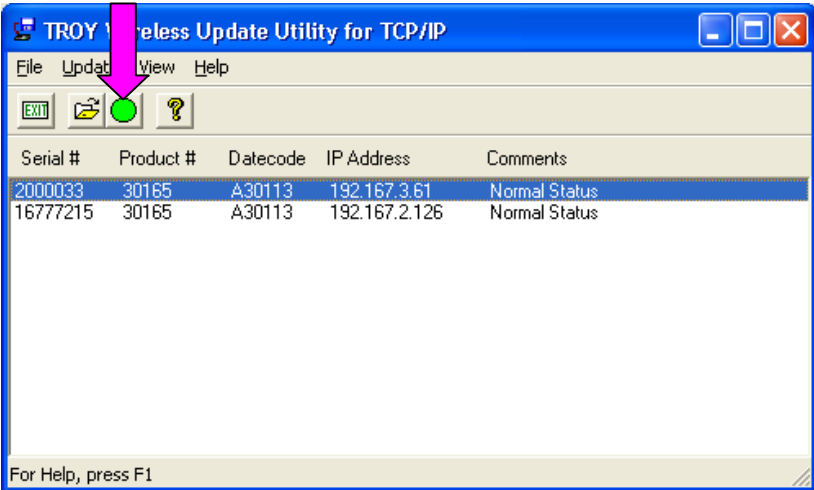 TROY Wireless Update Utility for TCP/IP
File Update View Help
EXIT ?
Serial # Product # Datecode IP Address Comments
2000033 30165 A30113 192.167.3.61 Normal Status
16777215 30165 A30113 192.167.2.126 Normal Status
For Help, press F1